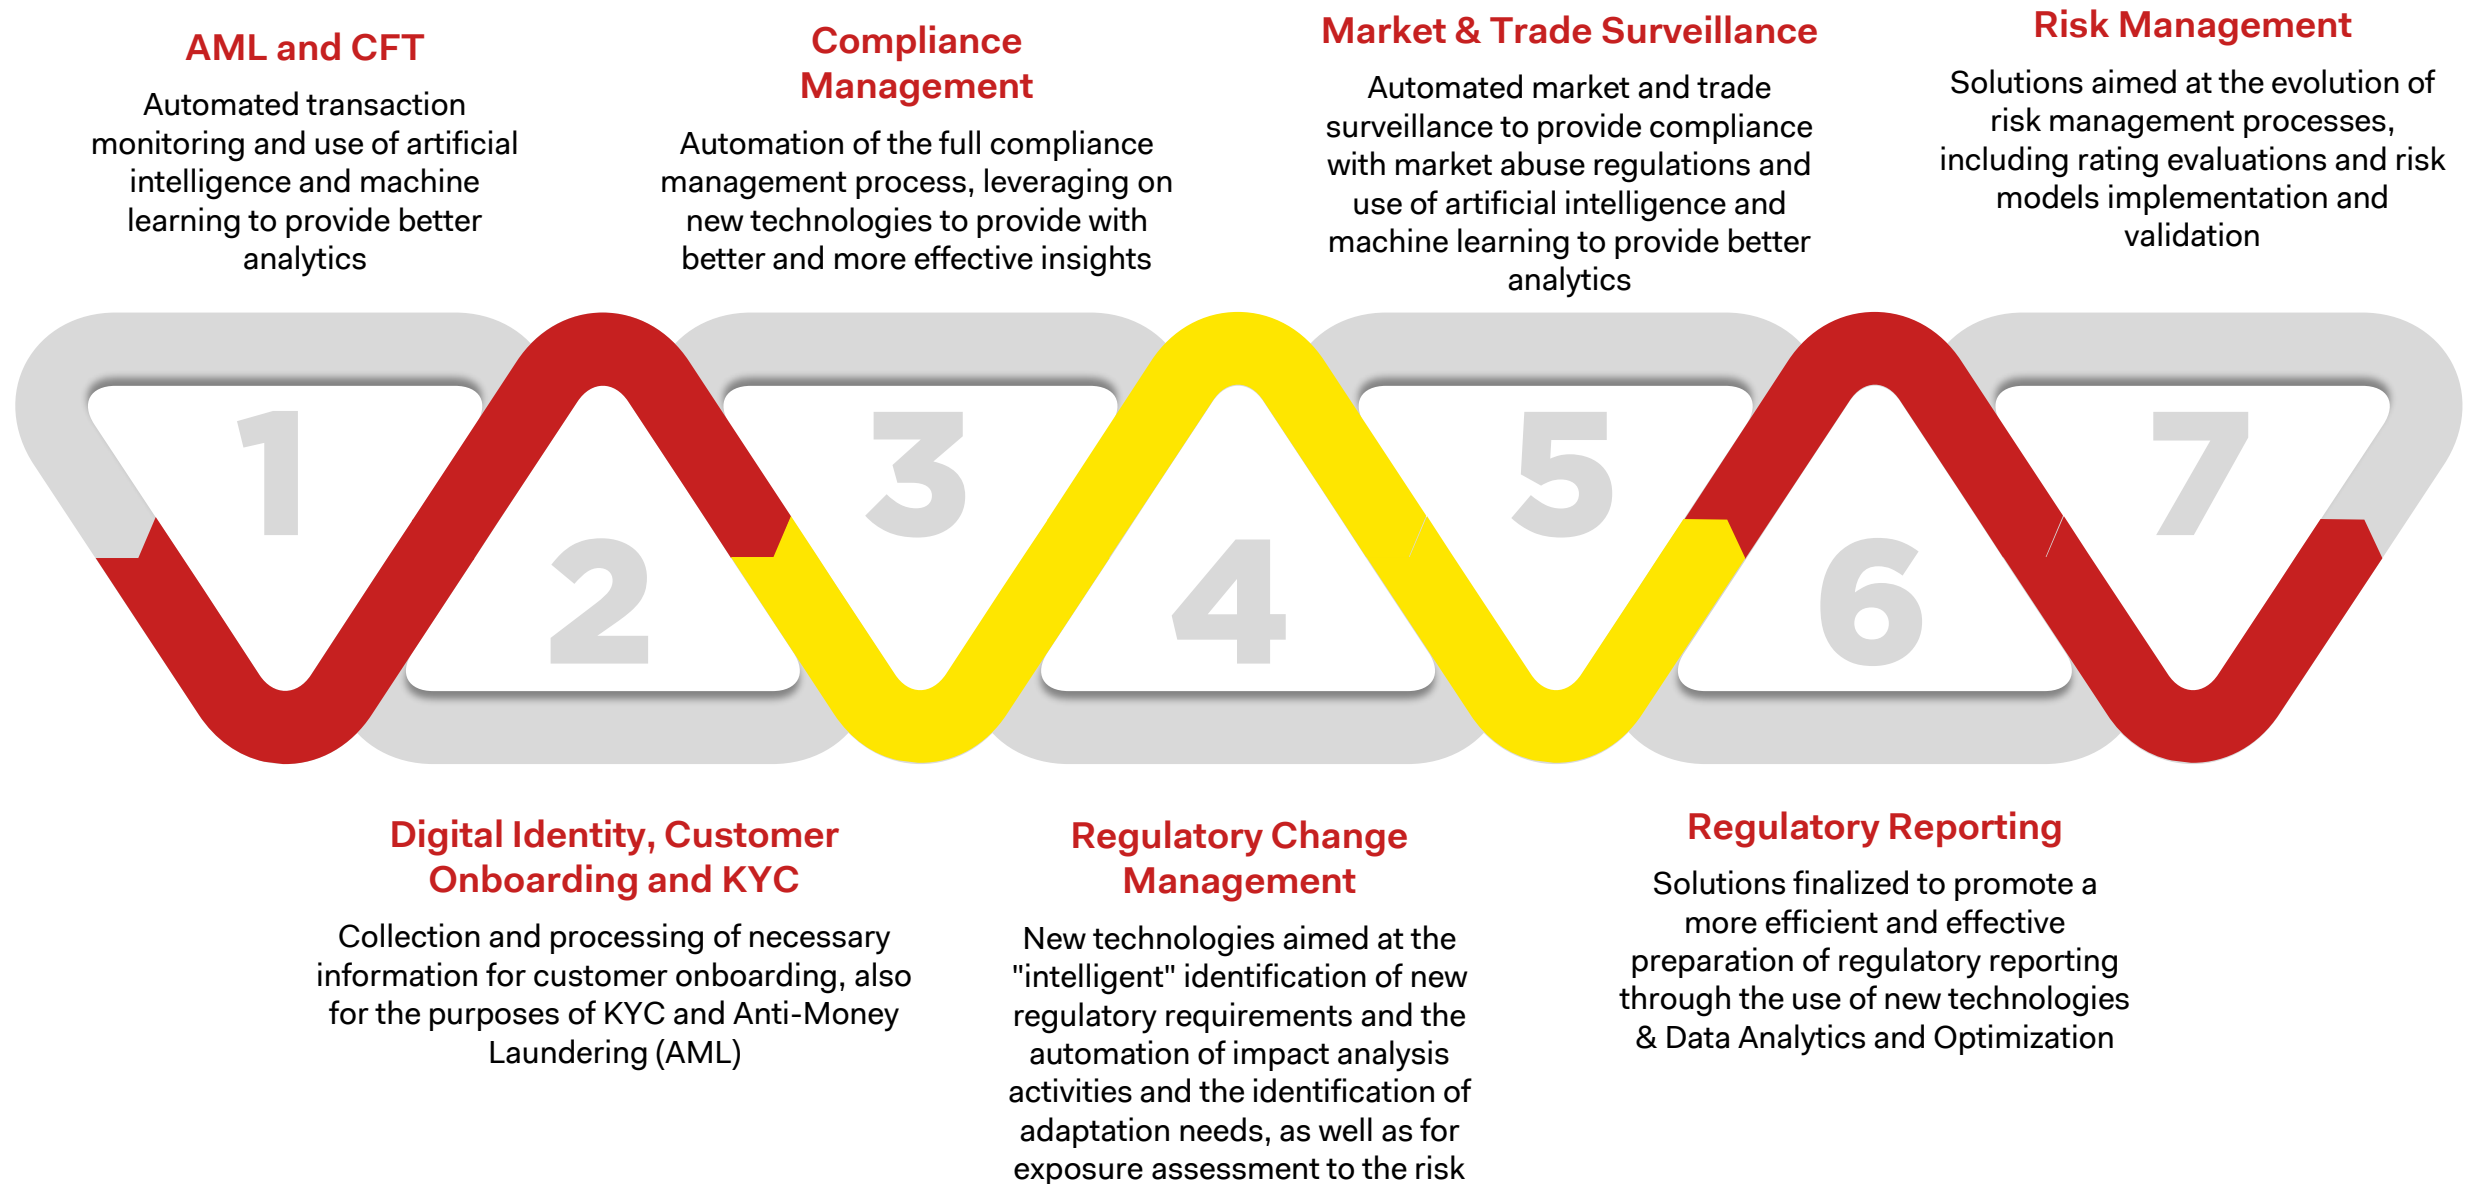 AML and CFT
Automated transaction
monitoring and use of artificial
intelligence and machine
learning to provide better
analytics
Compliance
Management
Automation of the full compliance
management process, leveraging on
new technologies to provide with
better and more effective insights
Market & Trade Surveillance
Automated market and trade
surveillance to provide compliance
with market abuse regulations and
use of artificial intelligence and
machine learning to provide better
analytics
Risk Management
Solutions aimed at the evolution of
risk management processes,
including rating evaluations and risk
models implementation and
validation
1
2
3
4
5
6
7
Digital Identity, Customer
Onboarding and KYC
Collection and processing of necessary
information for customer onboarding, also
for the purposes of KYC and Anti-Money
Laundering (AML)
Regulatory Change
Management
New technologies aimed at the
"intelligent" identification of new
regulatory requirements and the
automation of impact analysis
activities and the identification of
adaptation needs, as well as for
exposure assessment to the risk
Regulatory Reporting
Solutions finalized to promote a
more efficient and effective
preparation of regulatory reporting
through the use of new technologies
& Data Analytics and Optimization